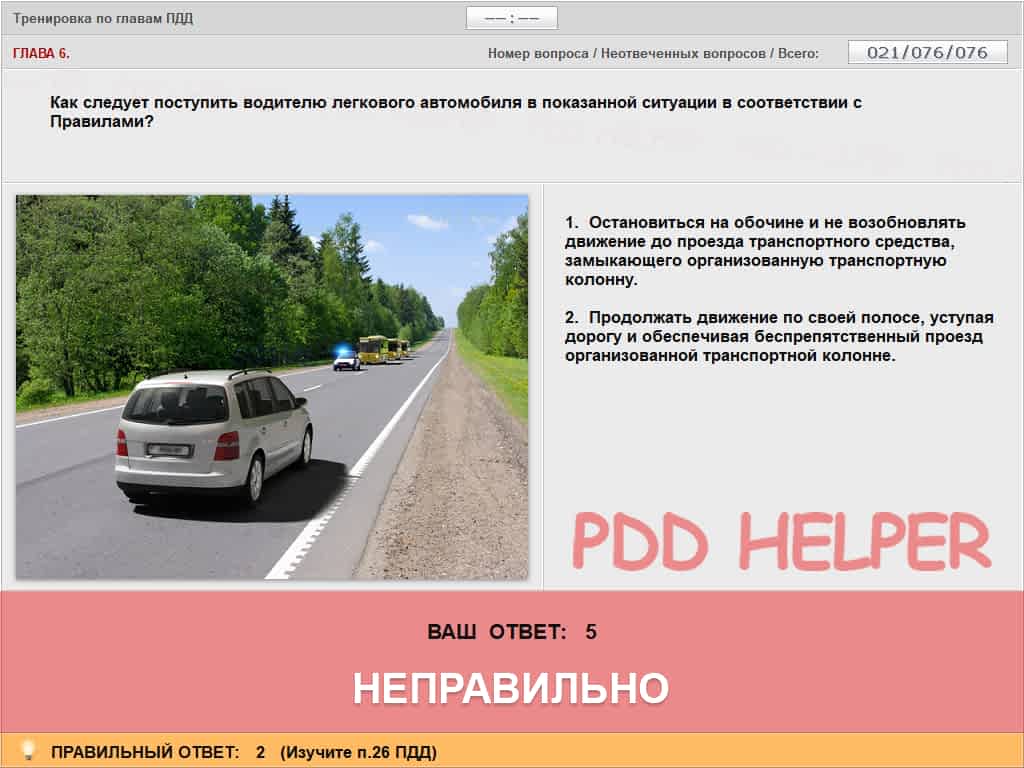 Тренировка по главам ПДД
—— : ——
ГЛАВА 6.
Номер вопроса / Неотвеченных вопросов / Всего:
021/076/076
Как следует поступить водителю легкового автомобиля в показанной ситуации в соответствии с
Правилами?
1. Остановиться на обочине и не возобновлять
движение до проезда транспортного средства,
замыкающего организованную транспортную
колонну.
2. Продолжать движение по своей полосе, уступая
дорогу и обеспечивая беспрепятственный проезд
организованной транспортной колонне.
PDD HELPER
ВАШ ОТВЕТ: 5
НЕПРАВИЛЬНО
ПРАВИЛЬНЫЙ ОТВЕТ: 2 (Изучите п.26 ПДД)